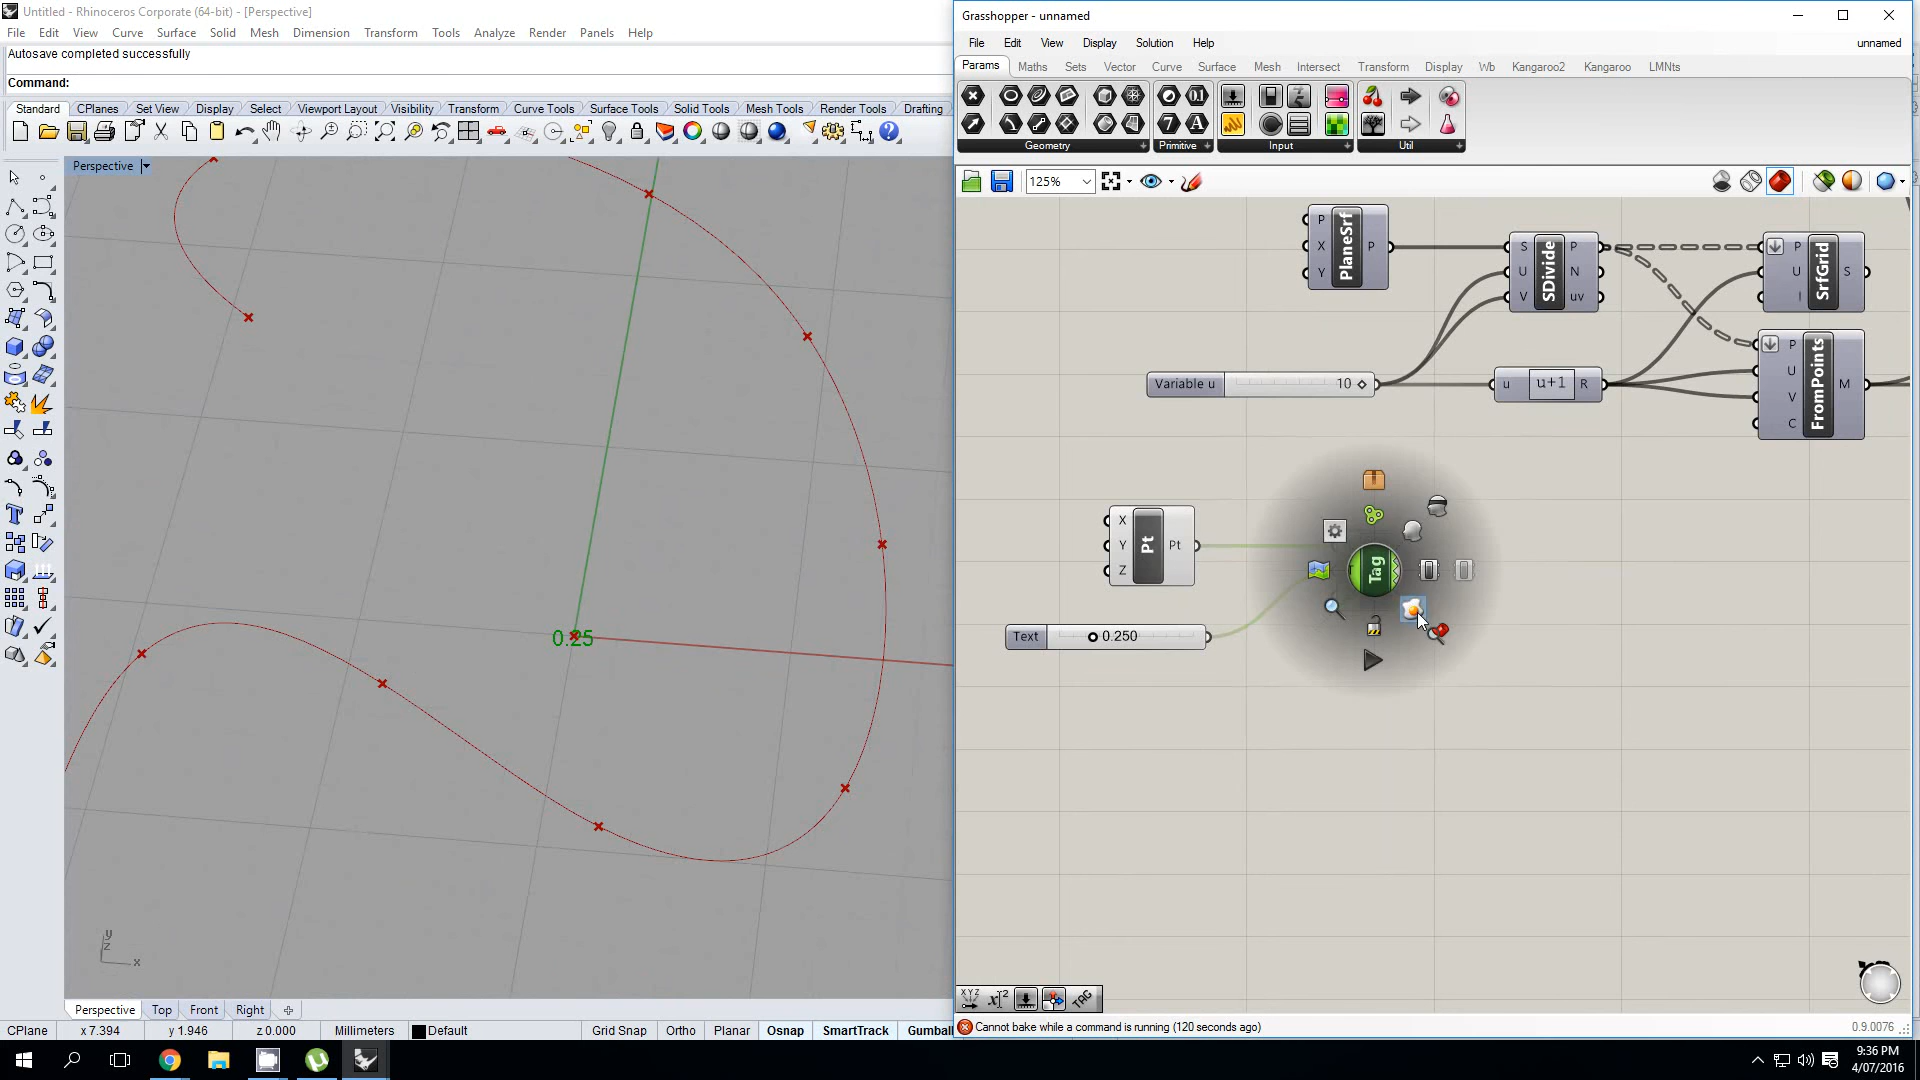 Untitled - Rhinoceros Corporate (64-bit) - [Perspective]
File Edit View Curve Surface Solid Mesh Dimension Transform Tools Analyze Render Panels Help
Autosave completed successfully
Command:
Standard CPlanes Set View Display Select Viewport Layout Visibility Transform Curve Tools Surface Tools Solid Tools Mesh Tools Render Tools Drafting
Perspective
0.25
y
z
x
Perspective Top Front Right
CPlane x 7.394 y 1.946 z 0.000 Millimeters Default Grid Snap Ortho Planar Osnap SmartTrack Gumball
Grasshopper - unnamed
File Edit View Display Solution Help unnamed
Params Maths Sets Vector Curve Surface Mesh Intersect Transform Display Wb Kangaroo2 Kangaroo LMNts
Geometry Primitive Input Util
125%
P X Y PlaneSrf P
S U V SDivide P N uv
P U I SrfGrid S
P U V C FromPoints M
Variable u 10
u u+1 R
X Y Z Pt Pt
Tag
Text 0.250
XYZ x² TAG
Cannot bake while a command is running (120 seconds ago) 0.9.0076
9:36 PM
4/07/2016